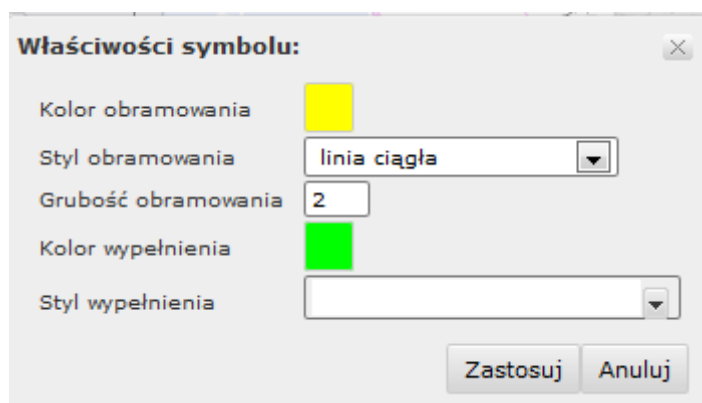 Właściwości symbolu:
Kolor obramowania
Styl obramowania linia ciągła
Grubość obramowania 2
Kolor wypełnienia
Styl wypełnienia
Zastosuj Anuluj